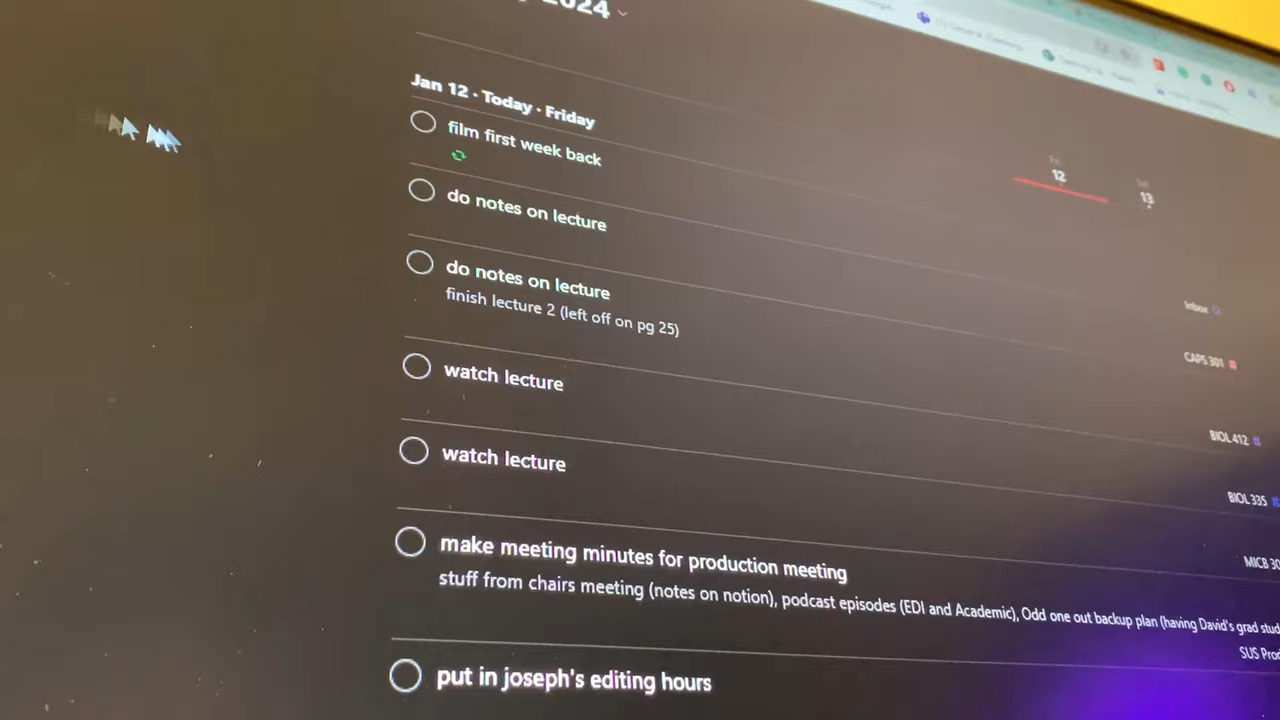 2024
Jan 12 · Today · Friday
12
13
film first week back
Inbox
do notes on lecture
CAPS 301 #
do notes on lecture
finish lecture 2 (left off on pg 25)
BIOL 412 #
watch lecture
BIOL 335 #
watch lecture
MICB 30
make meeting minutes for production meeting
stuff from chairs meeting (notes on notion), podcast episodes (EDI and Academic), Odd one out backup plan (having David's grad stud
SUS Prod
put in joseph's editing hours